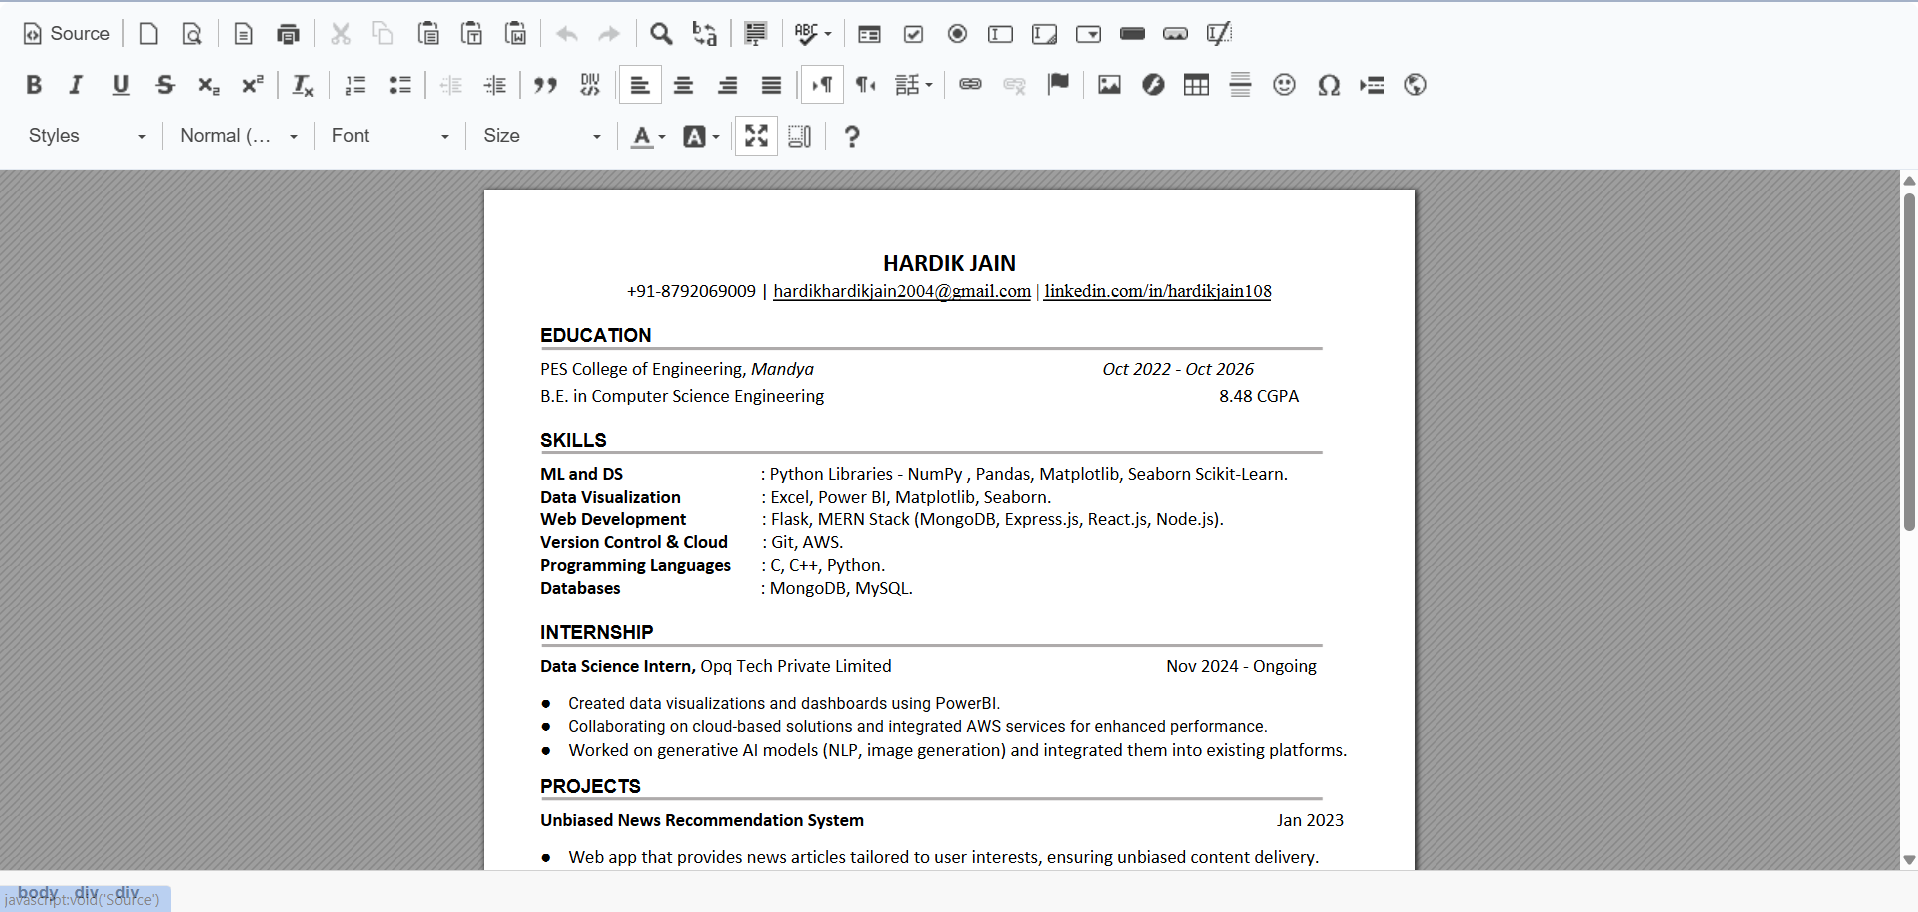 Source
ABC
B I U S x₂ x² Tx DIV 話
Styles Normal (... Font Size A A ?
HARDIK JAIN
+91-8792069009 | hardikhardikjain2004@gmail.com | linkedin.com/in/hardikjain108
EDUCATION
PES College of Engineering, Mandya Oct 2022 - Oct 2026
B.E. in Computer Science Engineering 8.48 CGPA
SKILLS
ML and DS : Python Libraries - NumPy , Pandas, Matplotlib, Seaborn Scikit-Learn.
Data Visualization : Excel, Power BI, Matplotlib, Seaborn.
Web Development : Flask, MERN Stack (MongoDB, Express.js, React.js, Node.js).
Version Control & Cloud : Git, AWS.
Programming Languages : C, C++, Python.
Databases : MongoDB, MySQL.
INTERNSHIP
Data Science Intern, Opq Tech Private Limited Nov 2024 - Ongoing
● Created data visualizations and dashboards using PowerBI.
● Collaborating on cloud-based solutions and integrated AWS services for enhanced performance.
● Worked on generative AI models (NLP, image generation) and integrated them into existing platforms.
PROJECTS
Unbiased News Recommendation System Jan 2023
● Web app that provides news articles tailored to user interests, ensuring unbiased content delivery.
body div div
javascript:void('Source')